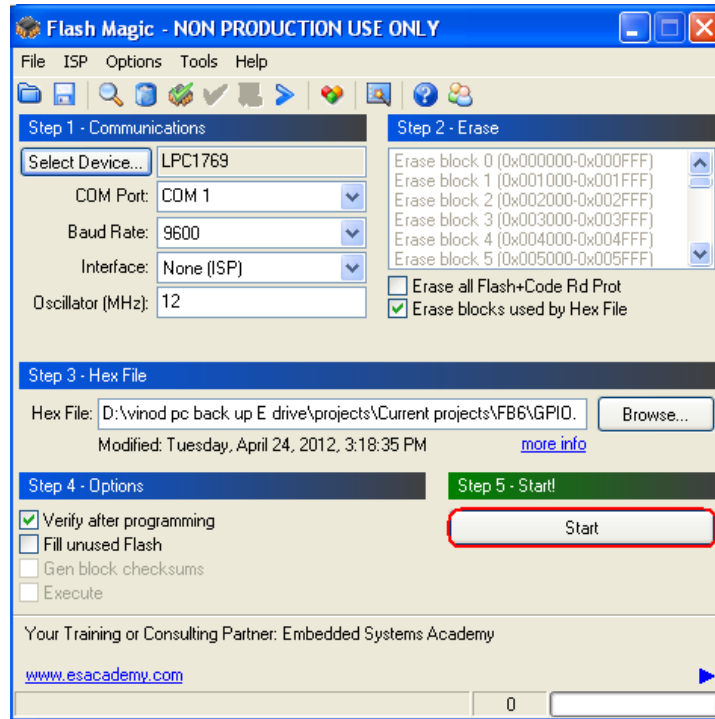 Flash Magic - NON PRODUCTION USE ONLY
File ISP Options Tools Help
Step 1 - Communications
Select Device... LPC1769
COM Port: COM 1
Baud Rate: 9600
Interface: None (ISP)
Oscillator (MHz): 12
Step 2 - Erase
Erase block 0 (0x000000-0x000FFF)
Erase block 1 (0x001000-0x001FFF)
Erase block 2 (0x002000-0x002FFF)
Erase block 3 (0x003000-0x003FFF)
Erase block 4 (0x004000-0x004FFF)
Erase block 5 (0x005000-0x005FFF)
Erase all Flash+Code Rd Prot
Erase blocks used by Hex File
Step 3 - Hex File
Hex File: D:\vinod pc back up E drive\projects\Current projects\FB6\GPIO. Browse...
Modified: Tuesday, April 24, 2012, 3:18:35 PM more info
Step 4 - Options
Verify after programming
Fill unused Flash
Gen block checksums
Execute
Step 5 - Start!
Start
Your Training or Consulting Partner: Embedded Systems Academy
www.esacademy.com
0